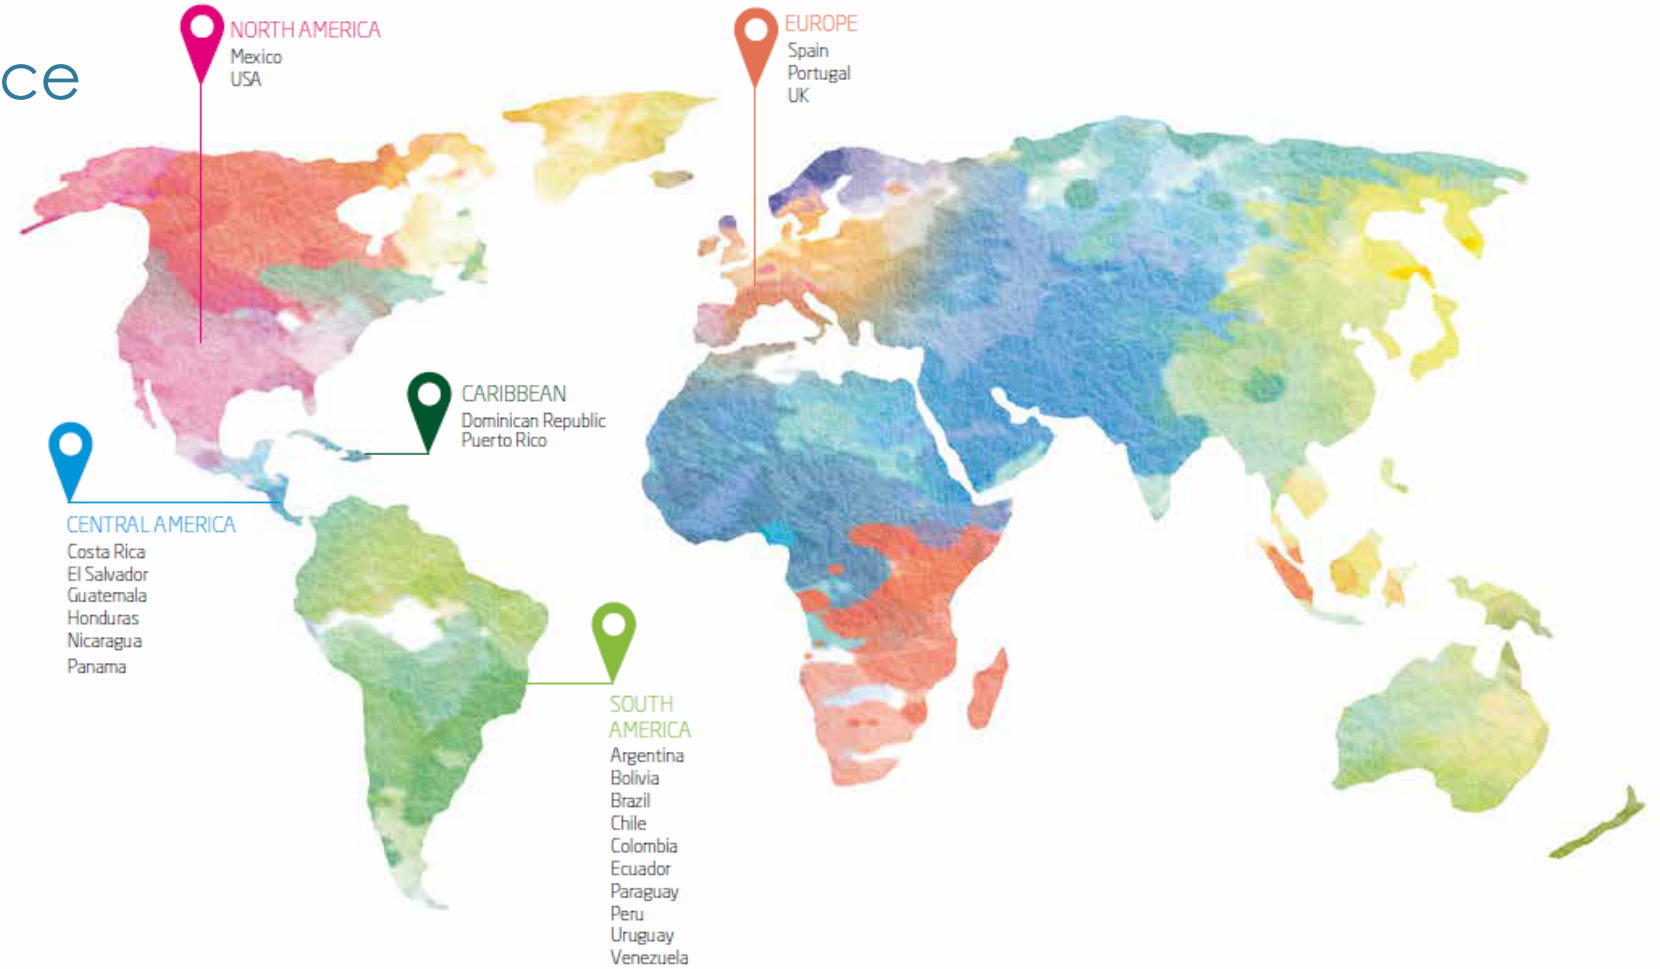 ce
NORTH AMERICA
Mexico
USA
EUROPE
Spain
Portugal
UK
CARIBBEAN
Dominican Republic
Puerto Rico
CENTRAL AMERICA
Costa Rica
El Salvador
Guatemala
Honduras
Nicaragua
Panama
SOUTH
AMERICA
Argentina
Bolivia
Brazil
Chile
Colombia
Ecuador
Paraguay
Peru
Uruguay
Venezuela